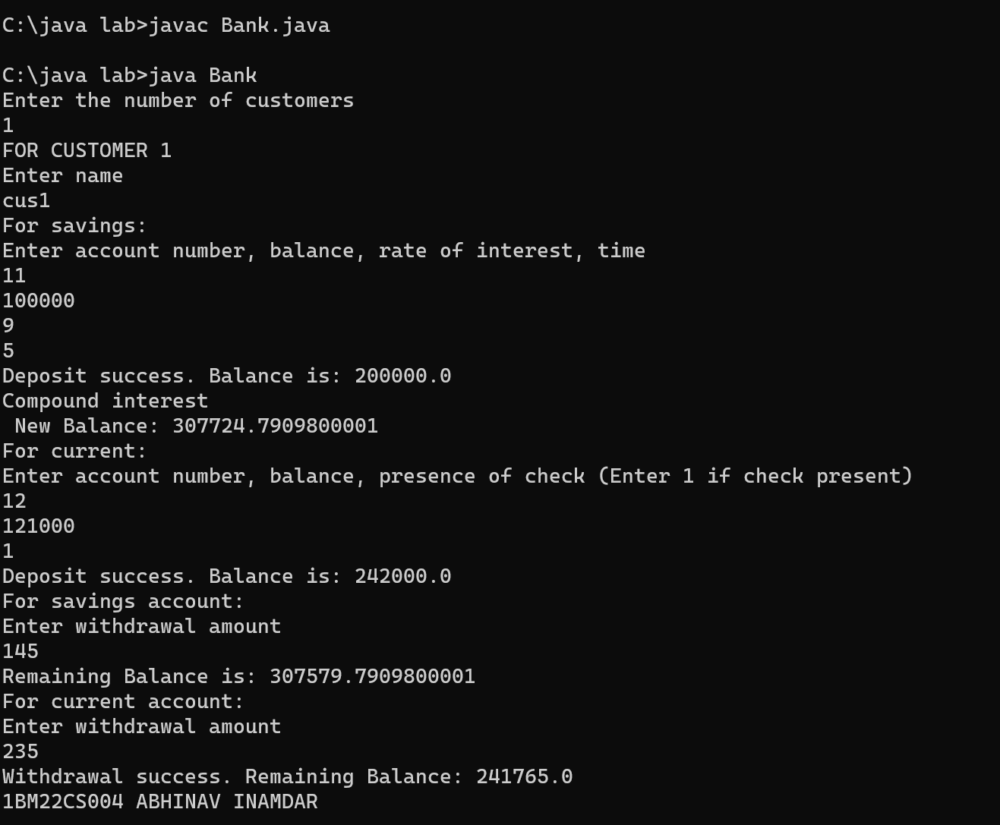 C:\java lab>javac Bank.java
C:\java lab>java Bank
Enter the number of customers
1
FOR CUSTOMER 1
Enter name
cus1
For savings:
Enter account number, balance, rate of interest, time
11
100000
9
5
Deposit success. Balance is: 200000.0
Compound interest
 New Balance: 307724.7909800001
For current:
Enter account number, balance, presence of check (Enter 1 if check present)
12
121000
1
Deposit success. Balance is: 242000.0
For savings account:
Enter withdrawal amount
145
Remaining Balance is: 307579.7909800001
For current account:
Enter withdrawal amount
235
Withdrawal success. Remaining Balance: 241765.0
1BM22CS004 ABHINAV INAMDAR